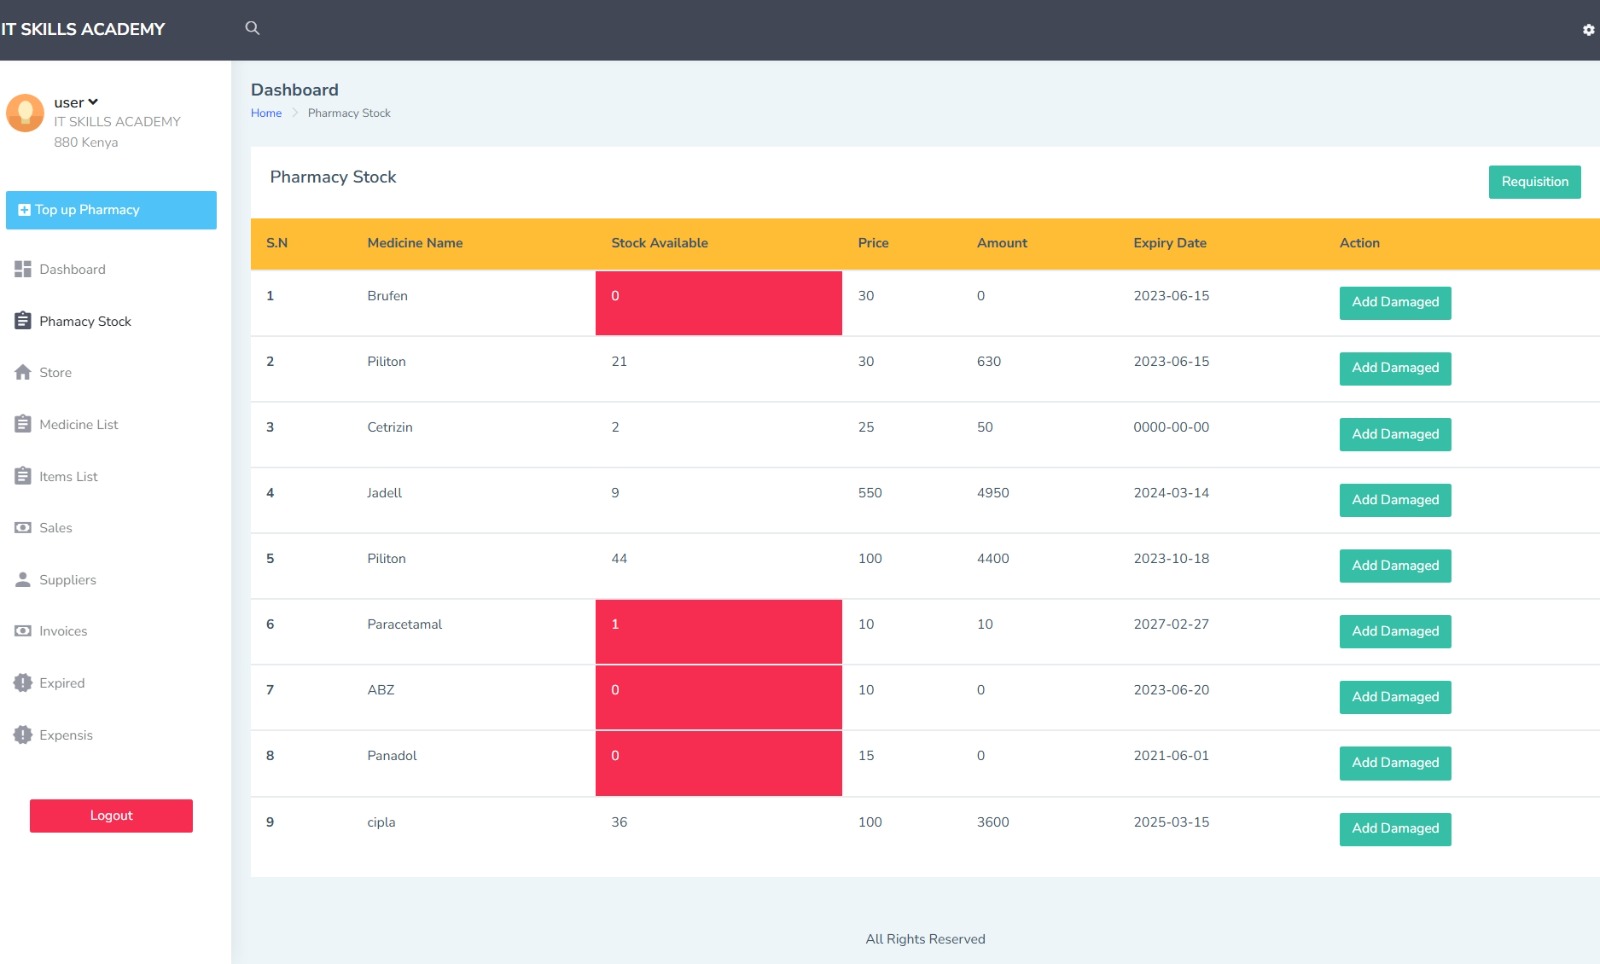 IT SKILLS ACADEMY
user
IT SKILLS ACADEMY
880 Kenya
Top up Pharmacy
Dashboard
Phamacy Stock
Store
Medicine List
Items List
Sales
Suppliers
Invoices
Expired
Expensis
Logout
Dashboard
Home > Pharmacy Stock
Pharmacy Stock
Requisition
S.N Medicine Name Stock Available Price Amount Expiry Date Action
1 Brufen 0 30 0 2023-06-15 Add Damaged
2 Piliton 21 30 630 2023-06-15 Add Damaged
3 Cetrizin 2 25 50 0000-00-00 Add Damaged
4 Jadell 9 550 4950 2024-03-14 Add Damaged
5 Piliton 44 100 4400 2023-10-18 Add Damaged
6 Paracetamal 1 10 10 2027-02-27 Add Damaged
7 ABZ 0 10 0 2023-06-20 Add Damaged
8 Panadol 0 15 0 2021-06-01 Add Damaged
9 cipla 36 100 3600 2025-03-15 Add Damaged
All Rights Reserved